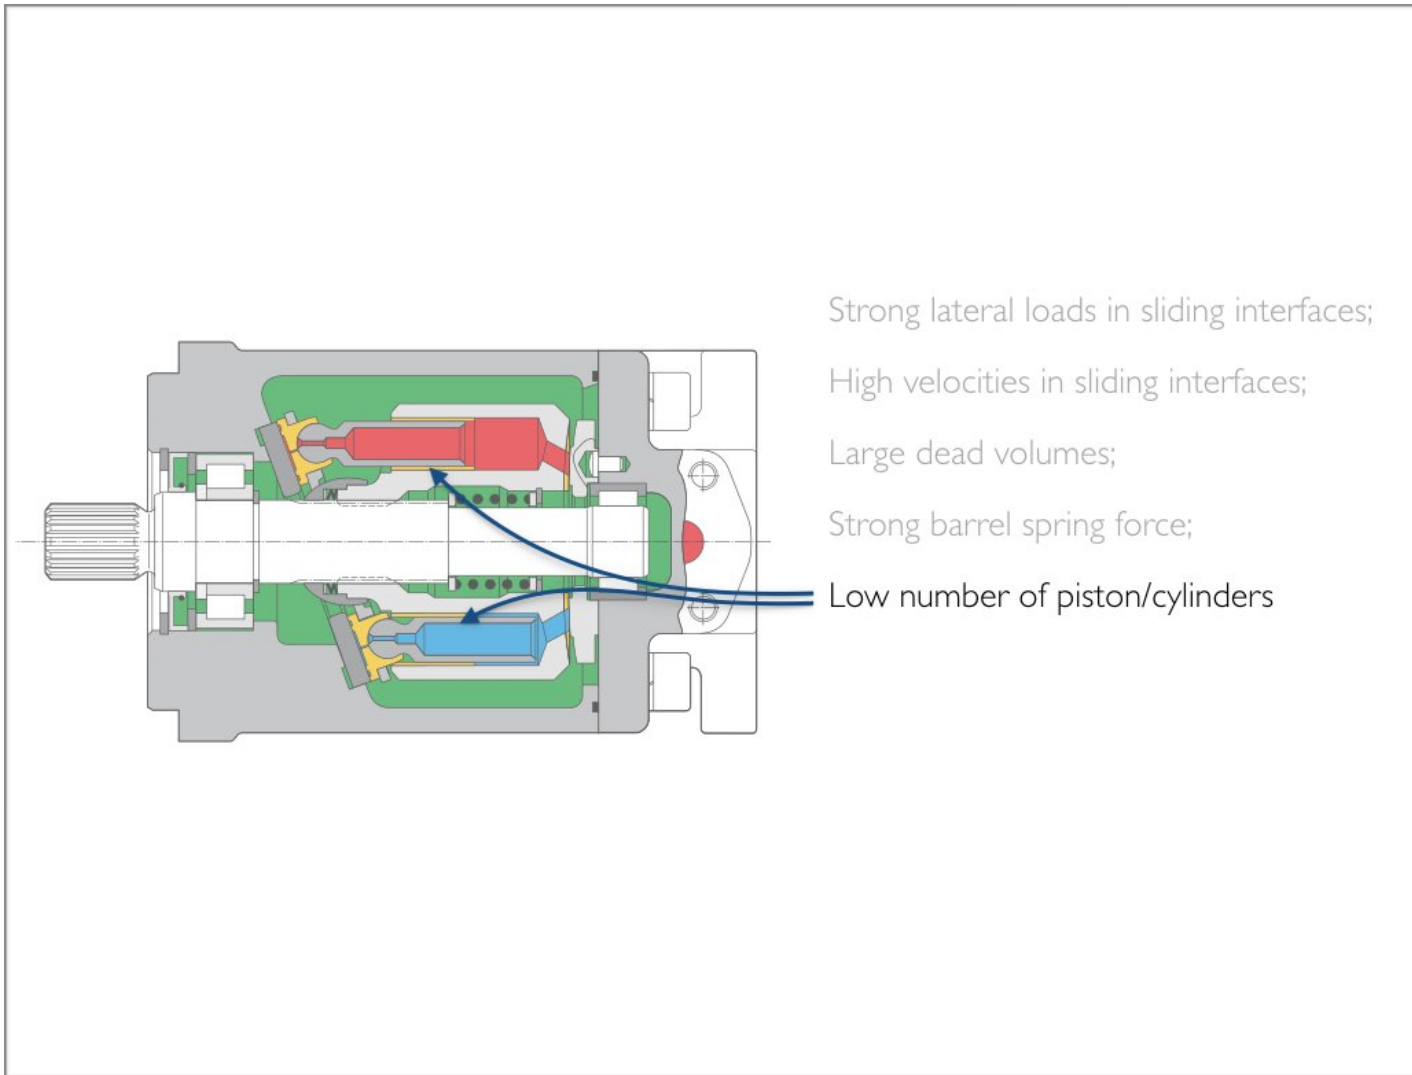 Strong lateral loads in sliding interfaces;
High velocities in sliding interfaces;
Large dead volumes;
Strong barrel spring force;
Low number of piston/cylinders